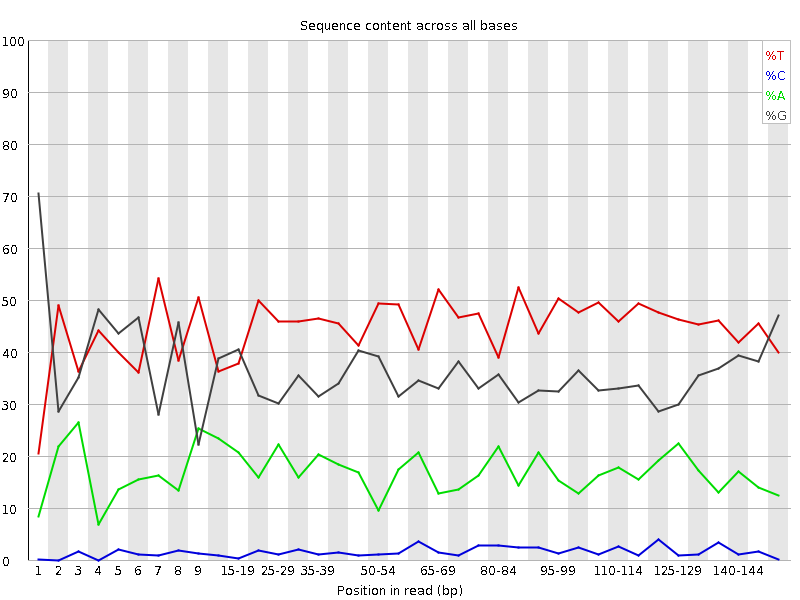 Sequence content across all bases
100
90
80
70
60
50
40
30
20
10
0
%T
%C
%A
%G
1 2 3 4 5 6 7 8 9 15-19 25-29 35-39 50-54 65-69 80-84 95-99 110-114 125-129 140-144
Position in read (bp)